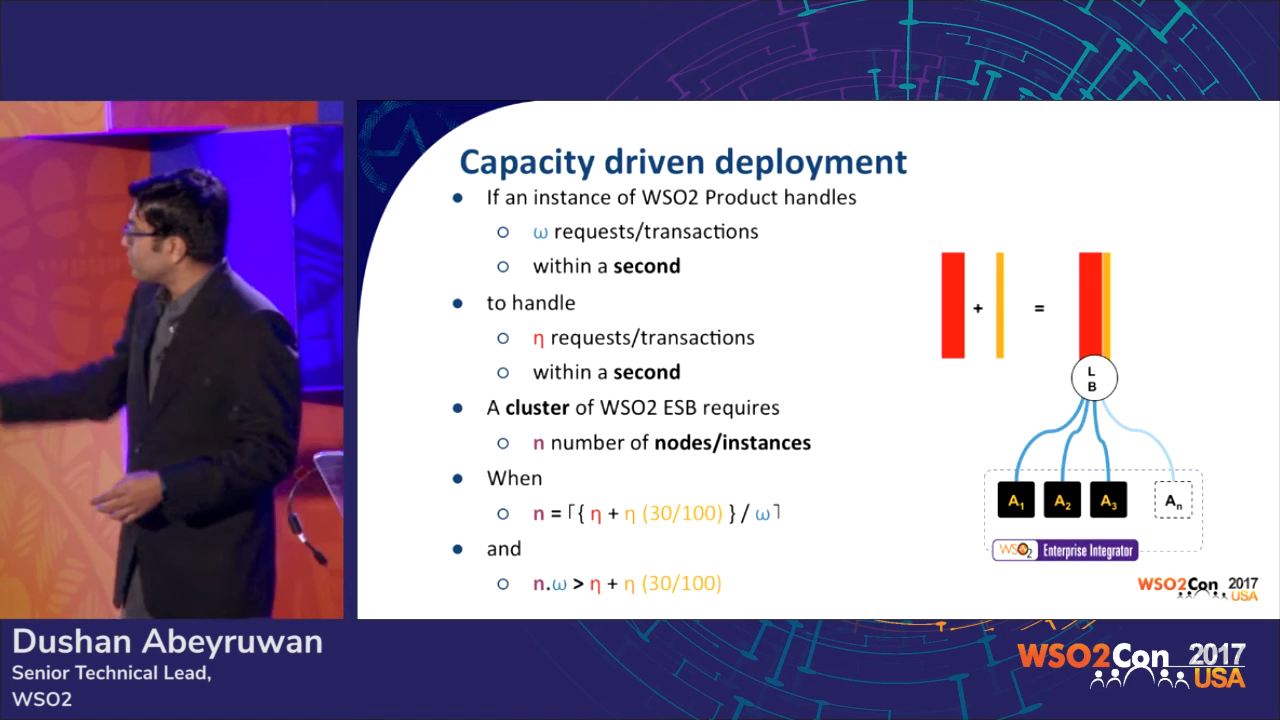 Capacity driven deployment
● If an instance of WSO2 Product handles
○ ω requests/transactions
○ within a second
● to handle
○ η requests/transactions
○ within a second
● A cluster of WSO2 ESB requires
○ n number of nodes/instances
● When
○ n = ⌈{ η + η (30/100) } / ω⌉
● and
○ n.ω > η + η (30/100)
+ =
L
B
A1 A2 A3 An
WSO2 Enterprise Integrator
WSO2Con 2017
USA
Dushan Abeyruwan
Senior Technical Lead,
WSO2
WSO2Con 2017
USA